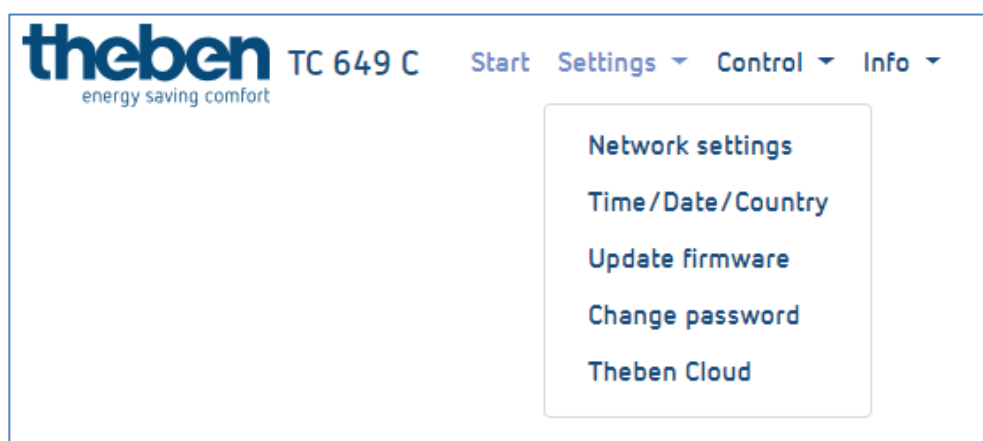 theben TC 649 C Start Settings Control Info
energy saving comfort
Network settings
Time/Date/Country
Update firmware
Change password
Theben Cloud